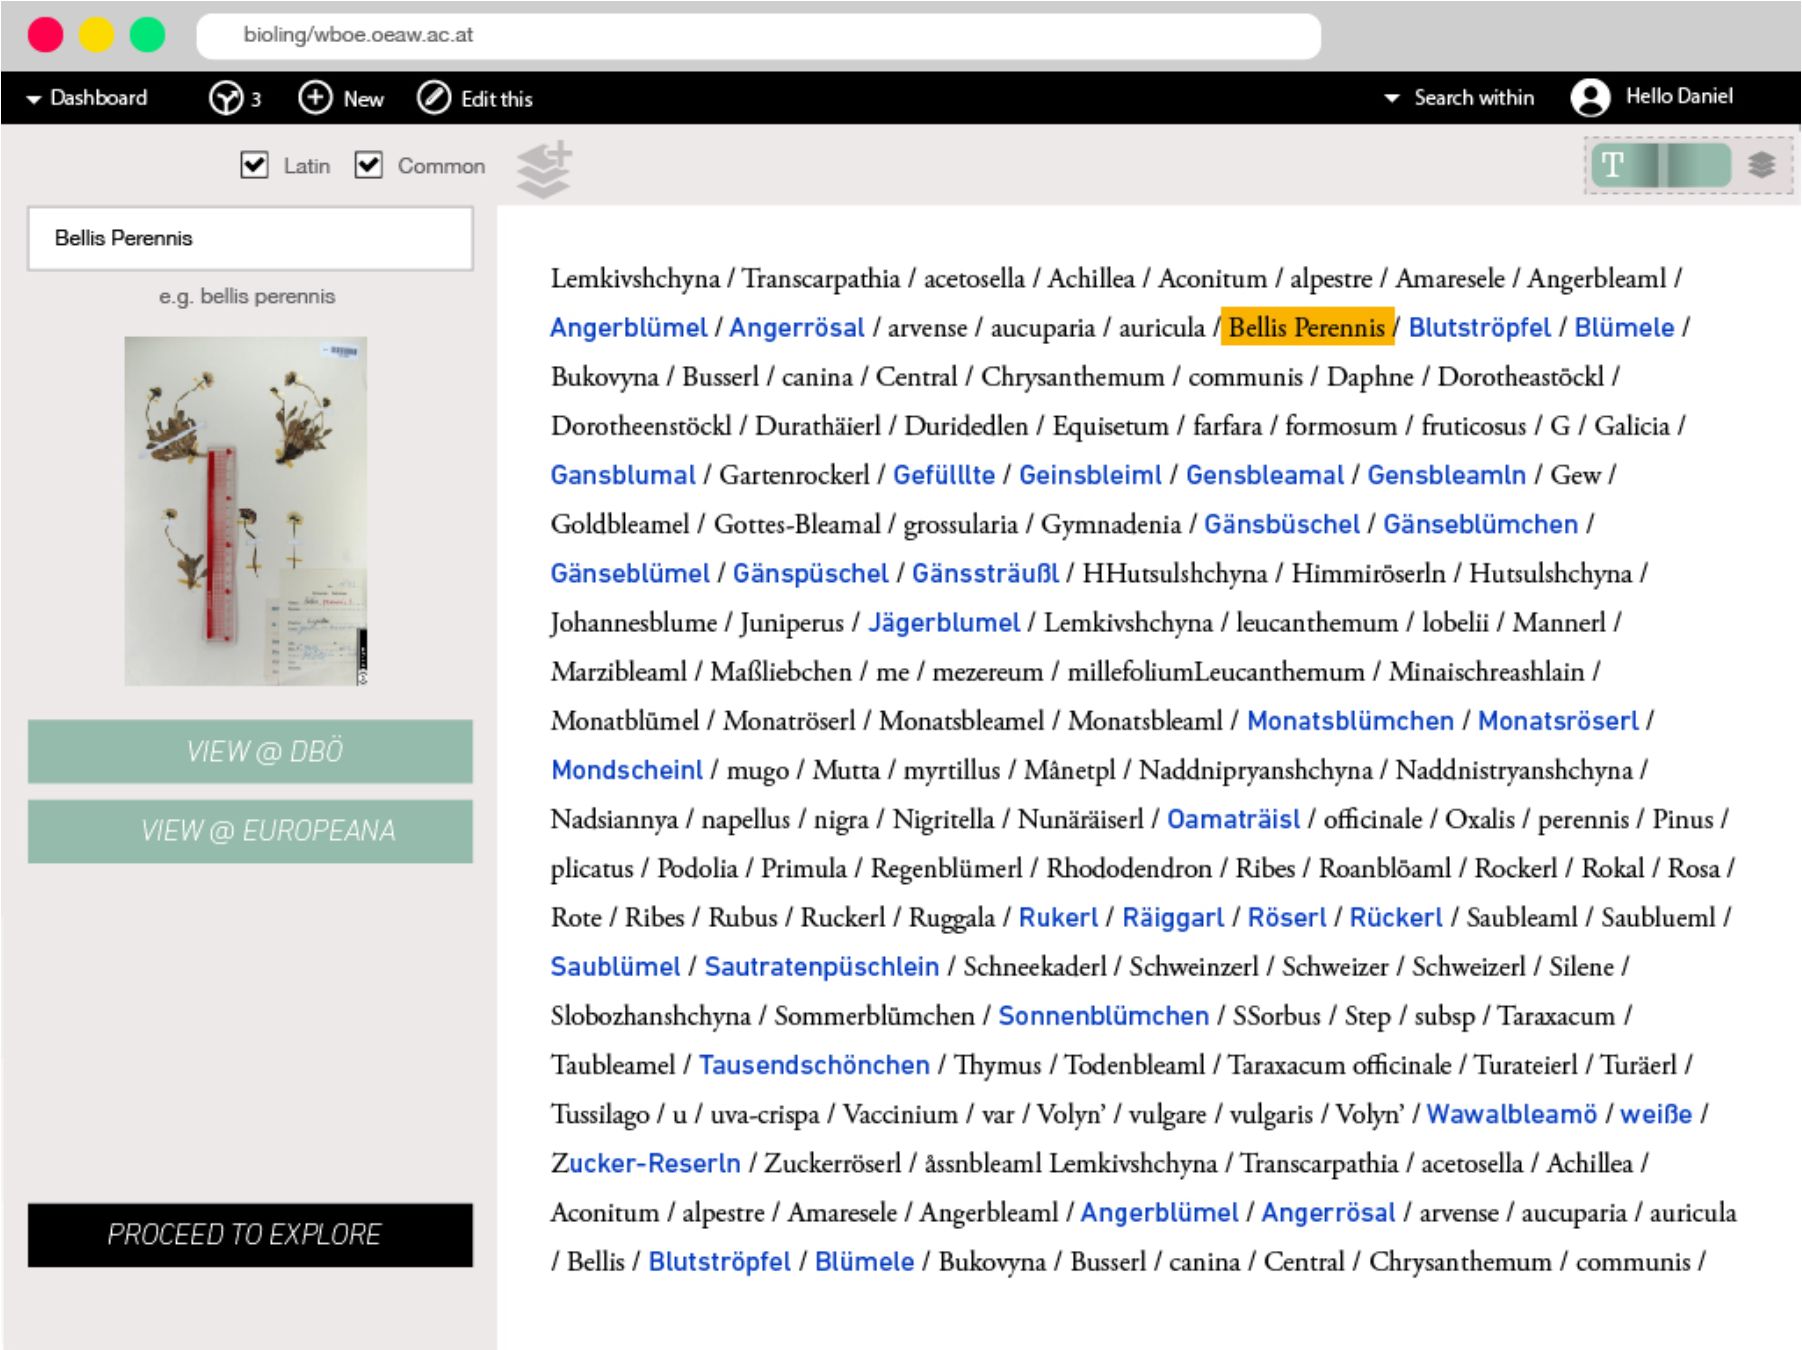 bioling/wboe.oeaw.ac.at
Dashboard 3 New Edit this Search within Hello Daniel
Latin Common T
Bellis Perennis
e.g. bellis perennis
VIEW @ DBÖ
VIEW @ EUROPEANA
PROCEED TO EXPLORE
Lemkivshchyna / Transcarpathia / acetosella / Achillea / Aconitum / alpestre / Amaresele / Angerbleaml /
Angerblümel / Angerrösal / arvense / aucuparia / auricula / Bellis Perennis / Blutströpfel / Blümele /
Bukovyna / Busserl / canina / Central / Chrysanthemum / communis / Daphne / Dorotheastöckl /
Dorotheenstöckl / Durathäierl / Duridedlen / Equisetum / farfara / formosum / fruticosus / G / Galicia /
Gansblumal / Gartenrockerl / Gefülllte / Geinsbleiml / Gensbleamal / Gensbleamln / Gew /
Goldbleamel / Gottes-Bleamal / grossularia / Gymnadenia / Gänsbüschel / Gänseblümchen /
Gänseblümel / Gänspüschel / Gänssträußl / HHutsulshchyna / Himmiröserln / Hutsulshchyna /
Johannesblume / Juniperus / Jägerblumel / Lemkivshchyna / leucanthemum / lobelii / Mannerl /
Marzibleaml / Maßliebchen / me / mezereum / millefoliumLeucanthemum / Minaischreashlain /
Monatblümel / Monatröserl / Monatsbleamel / Monatsbleaml / Monatsblümchen / Monatsröserl /
Mondscheinl / mugo / Mutta / myrtillus / Månetpl / Naddnipryanshchyna / Naddnistryanshchyna /
Nadsiannya / napellus / nigra / Nigritella / Nunäräiserl / Oamaträisl / officinale / Oxalis / perennis / Pinus /
plicatus / Podolia / Primula / Regenblümerl / Rhododendron / Ribes / Roanblöaml / Rockerl / Rokal / Rosa /
Rote / Ribes / Rubus / Ruckerl / Ruggala / Rukerl / Räiggarl / Röserl / Rückerl / Saubleaml / Saublueml /
Saublümel / Sautratenpüschlein / Schneekaderl / Schweinzerl / Schweizer / Schweizerl / Silene /
Slobozhanshchyna / Sommerblümchen / Sonnenblümchen / SSorbus / Step / subsp / Taraxacum /
Taubleamel / Tausendschönchen / Thymus / Todenbleaml / Taraxacum officinale / Turateierl / Turäerl /
Tussilago / u / uva-crispa / Vaccinium / var / Volyn’ / vulgare / vulgaris / Volyn’ / Wawalbleamö / weiße /
Zucker-Reserln / Zuckerröserl / åssnbleaml Lemkivshchyna / Transcarpathia / acetosella / Achillea /
Aconitum / alpestre / Amaresele / Angerbleaml / Angerblümel / Angerrösal / arvense / aucuparia / auricula
/ Bellis / Blutströpfel / Blümele / Bukovyna / Busserl / canina / Central / Chrysanthemum / communis /